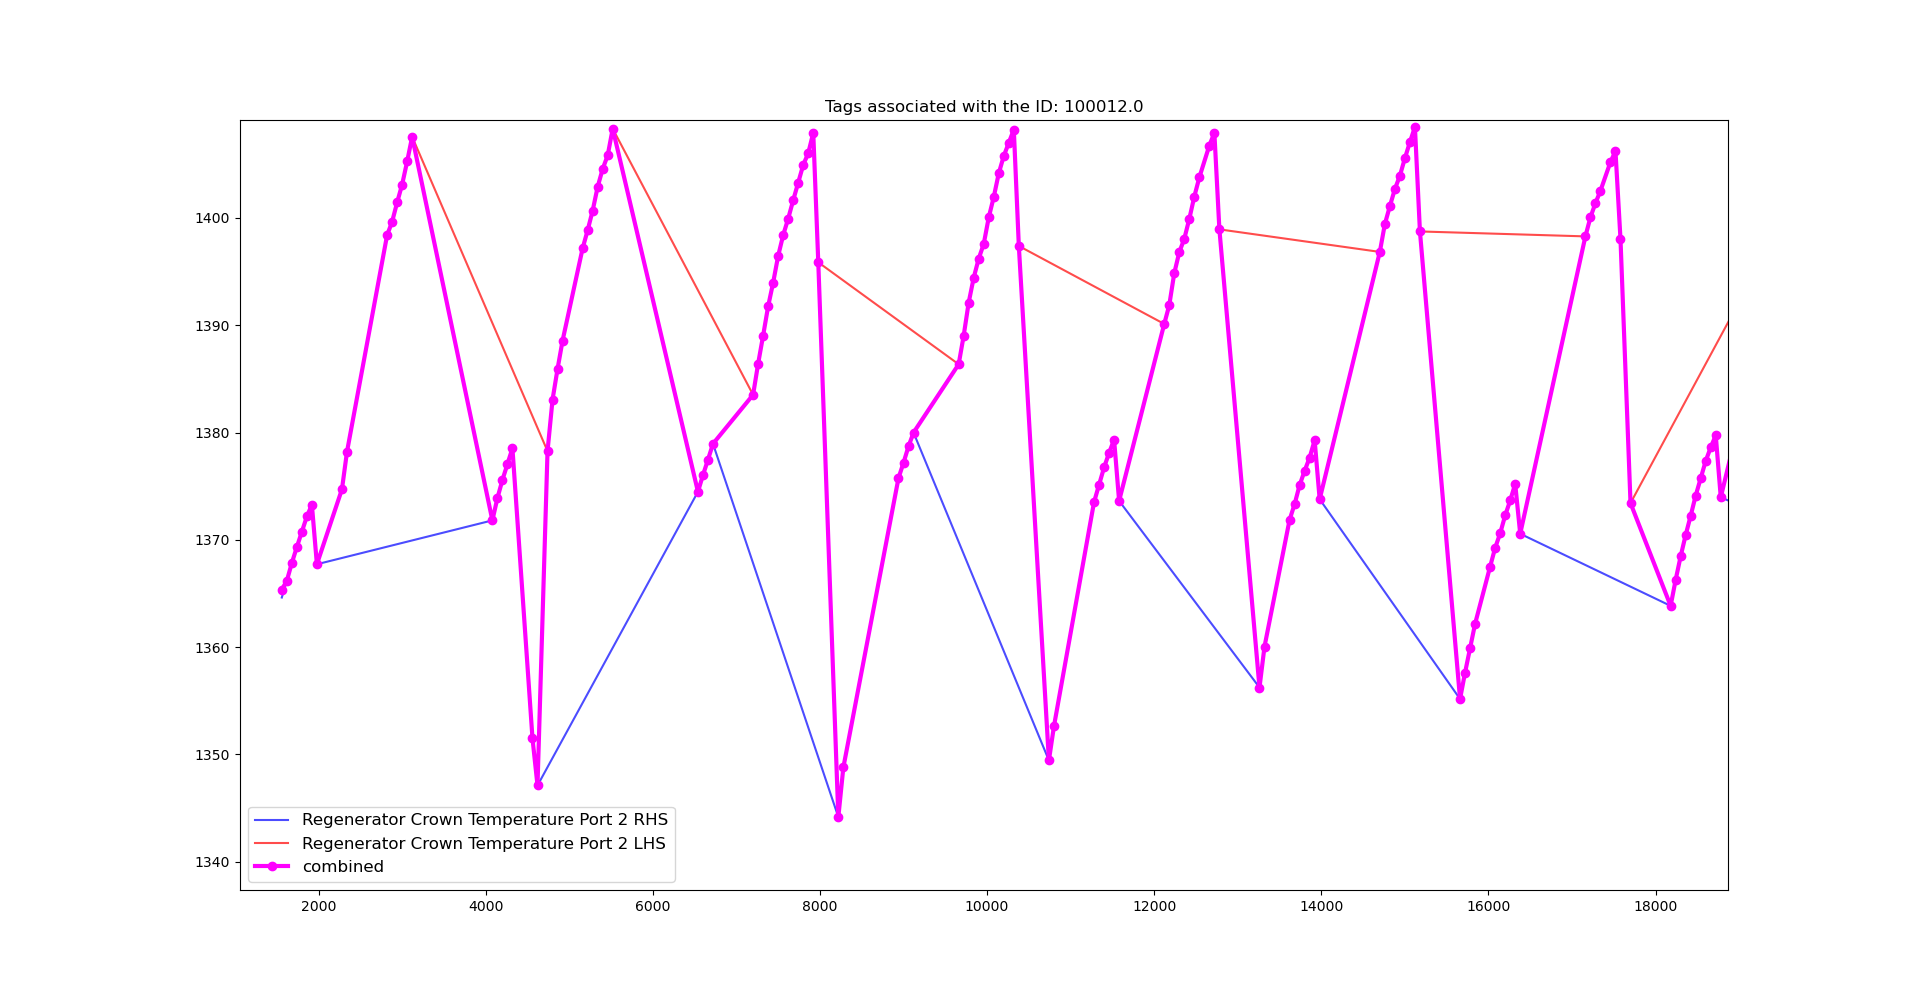 Tags associated with the ID: 100012.0
1400
1390
1380
1370
1360
1350
1340
Regenerator Crown Temperature Port 2 RHS
Regenerator Crown Temperature Port 2 LHS
combined
2000 4000 6000 8000 10000 12000 14000 16000 18000